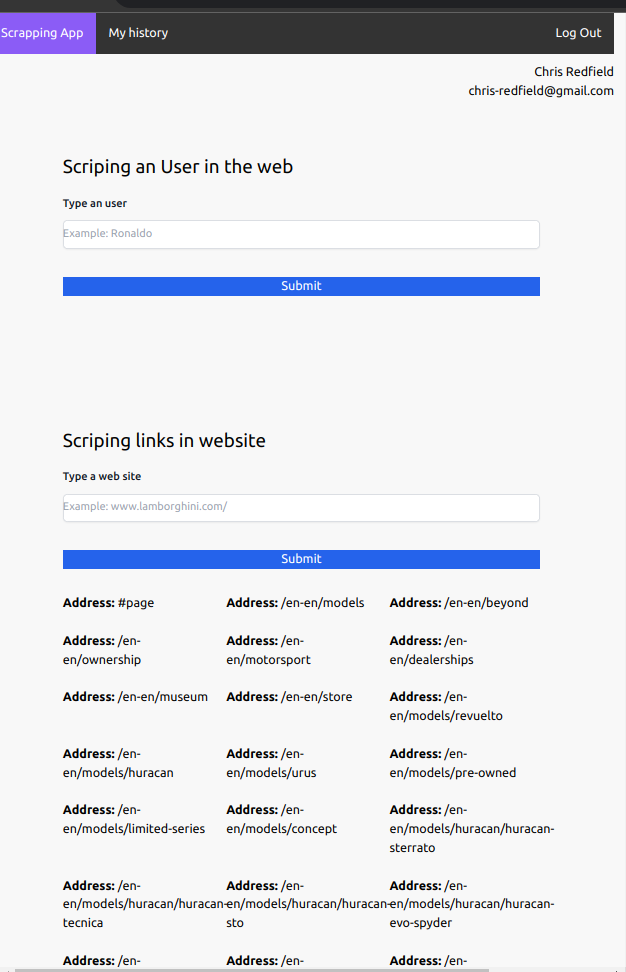 Scrapping App My history Log Out
Chris Redfield
chris-redfield@gmail.com
Scriping an User in the web
Type an user
Example: Ronaldo
Submit
Scriping links in website
Type a web site
Example: www.lamborghini.com/
Submit
Address: #page Address: /en-en/models Address: /en-en/beyond
Address: /en- Address: /en- Address: /en-
en/ownership en/motorsport en/dealerships
Address: /en-en/museum Address: /en-en/store Address: /en-
en/models/revuelto
Address: /en- Address: /en- Address: /en-
en/models/huracan en/models/urus en/models/pre-owned
Address: /en- Address: /en- Address: /en-
en/models/limited-series en/models/concept en/models/huracan/huracan-
sterrato
Address: /en- Address: /en- Address: /en-
en/models/huracan/huracan- en/models/huracan/huracan- en/models/huracan/huracan-
tecnica sto evo-spyder
Address: /en- Address: /en- Address: /en-